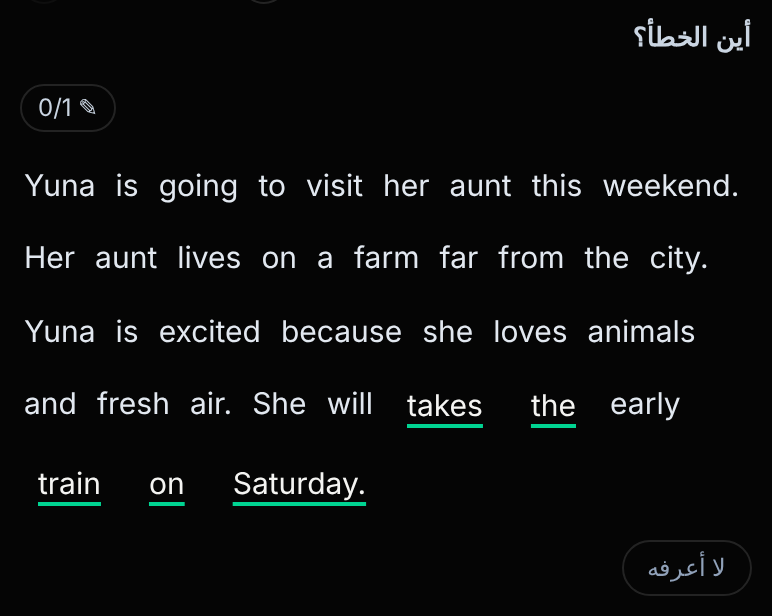 أين الخطأ؟
0/1 ✎
Yuna is going to visit her aunt this weekend.
Her aunt lives on a farm far from the city.
Yuna is excited because she loves animals
and fresh air. She will takes the early
train on Saturday.
لا أعرفه